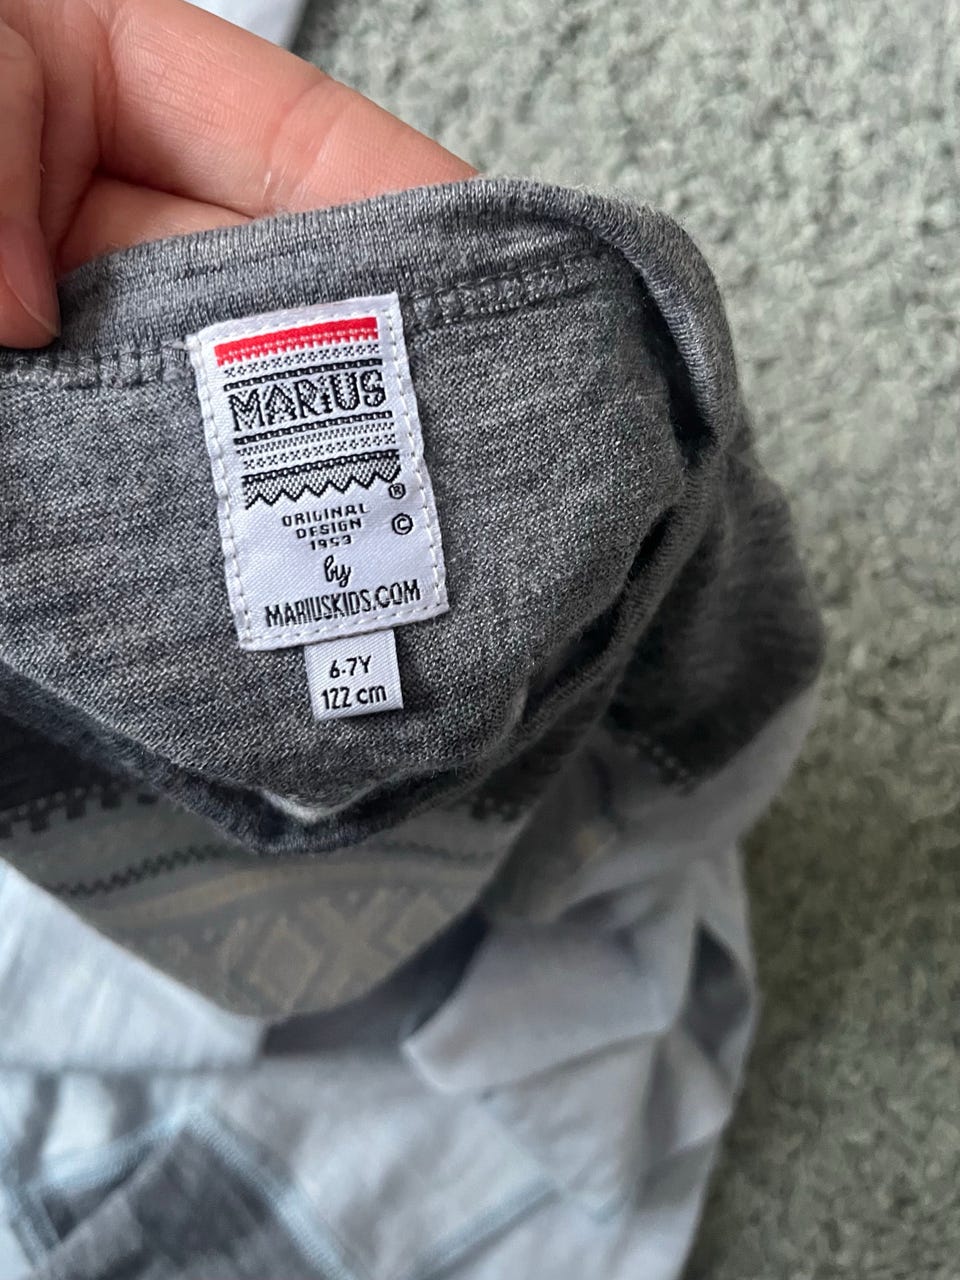 MARiUS
®
ORIGINAL
DESIGN ©
1953
by
MARIUSKIDS.COM
6-7Y
122 cm